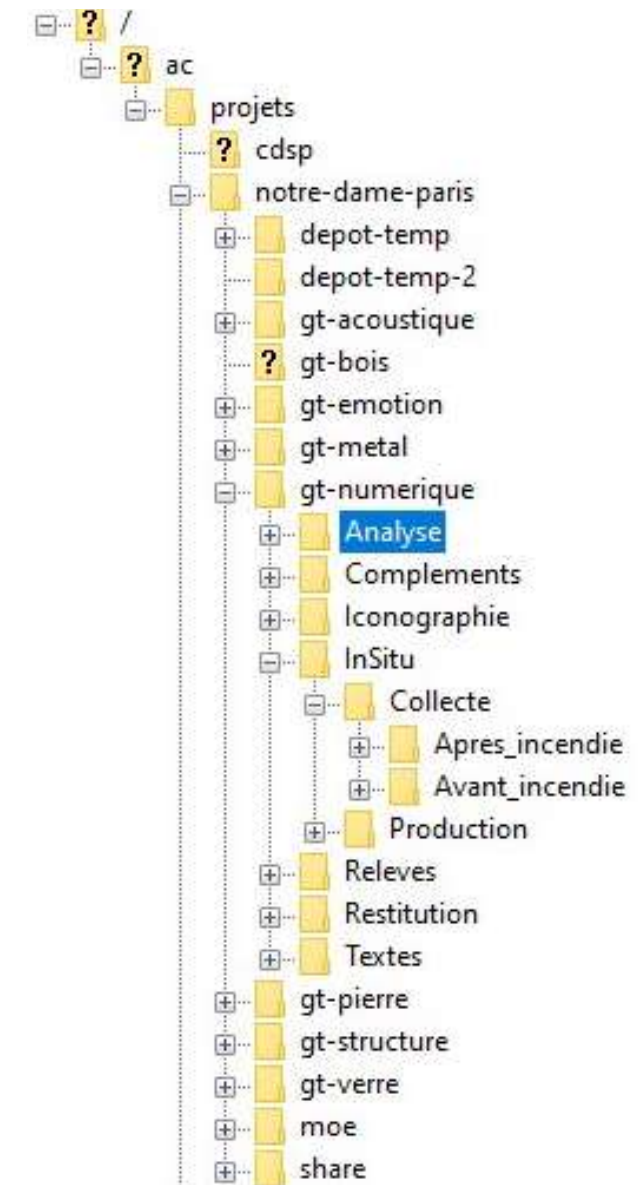 /
ac
projets
cdsp
notre-dame-paris
depot-temp
depot-temp-2
gt-acoustique
gt-bois
gt-emotion
gt-metal
gt-numerique
Analyse
Complements
Iconographie
InSitu
Collecte
Apres_incendie
Avant_incendie
Production
Releves
Restitution
Textes
gt-pierre
gt-structure
gt-verre
moe
share